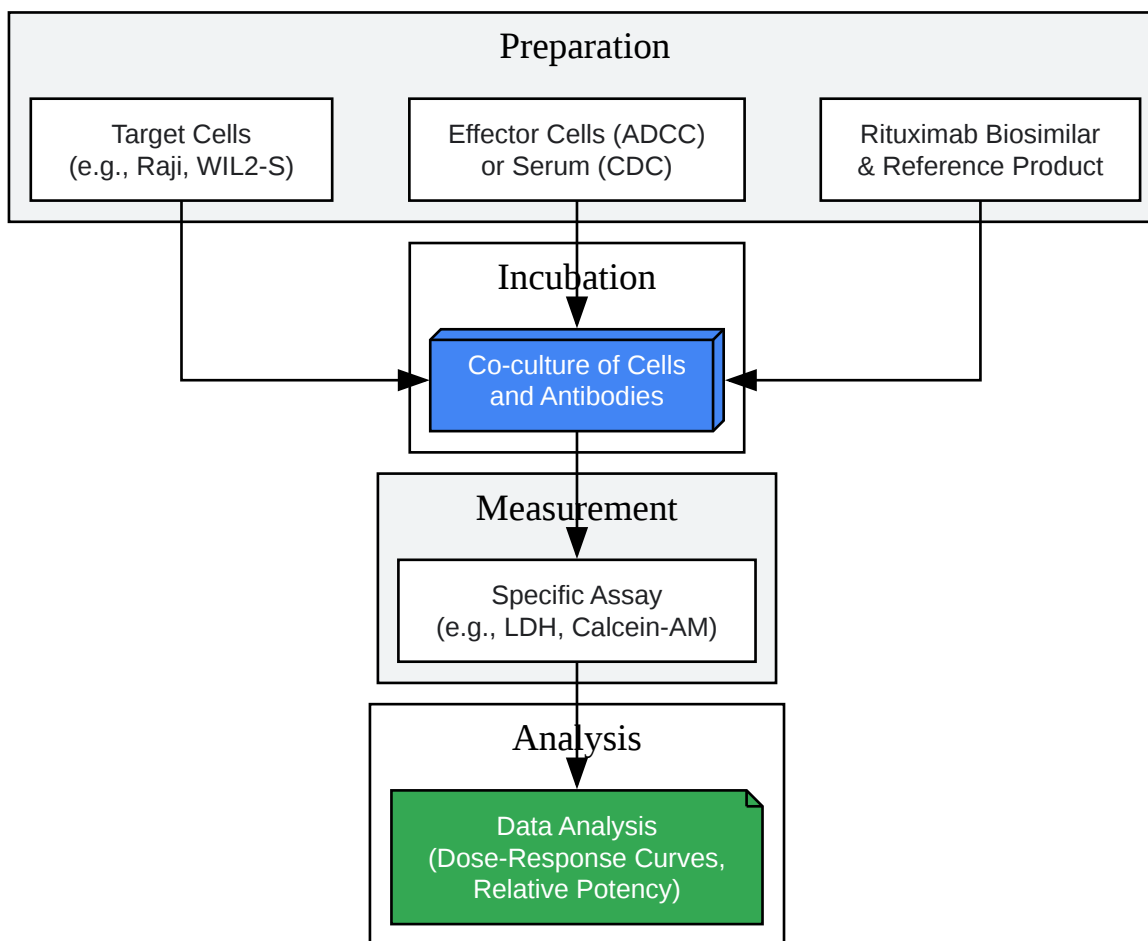 Preparation
Target Cells
(e.g., Raji, WIL2-S)
Effector Cells (ADCC)
or Serum (CDC)
Rituximab Biosimilar
& Reference Product
Incubation
Co-culture of Cells
and Antibodies
Measurement
Specific Assay
(e.g., LDH, Calcein-AM)
Analysis
Data Analysis
(Dose-Response Curves,
Relative Potency)